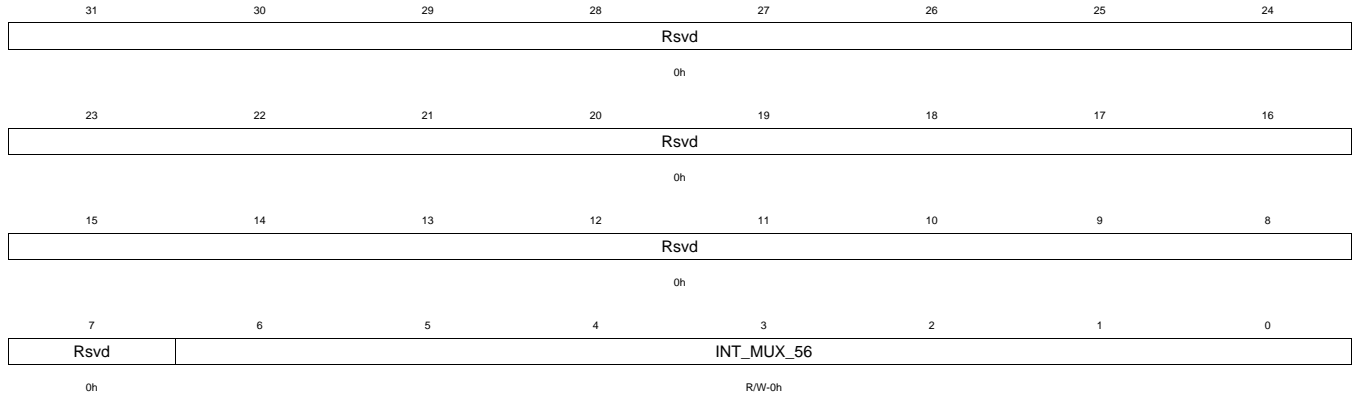 31 30 29 28 27 26 25 24
Rsvd
0h
23 22 21 20 19 18 17 16
Rsvd
0h
15 14 13 12 11 10 9 8
Rsvd
0h
7 6 5 4 3 2 1 0
Rsvd INT_MUX_56
0h R/W-0h